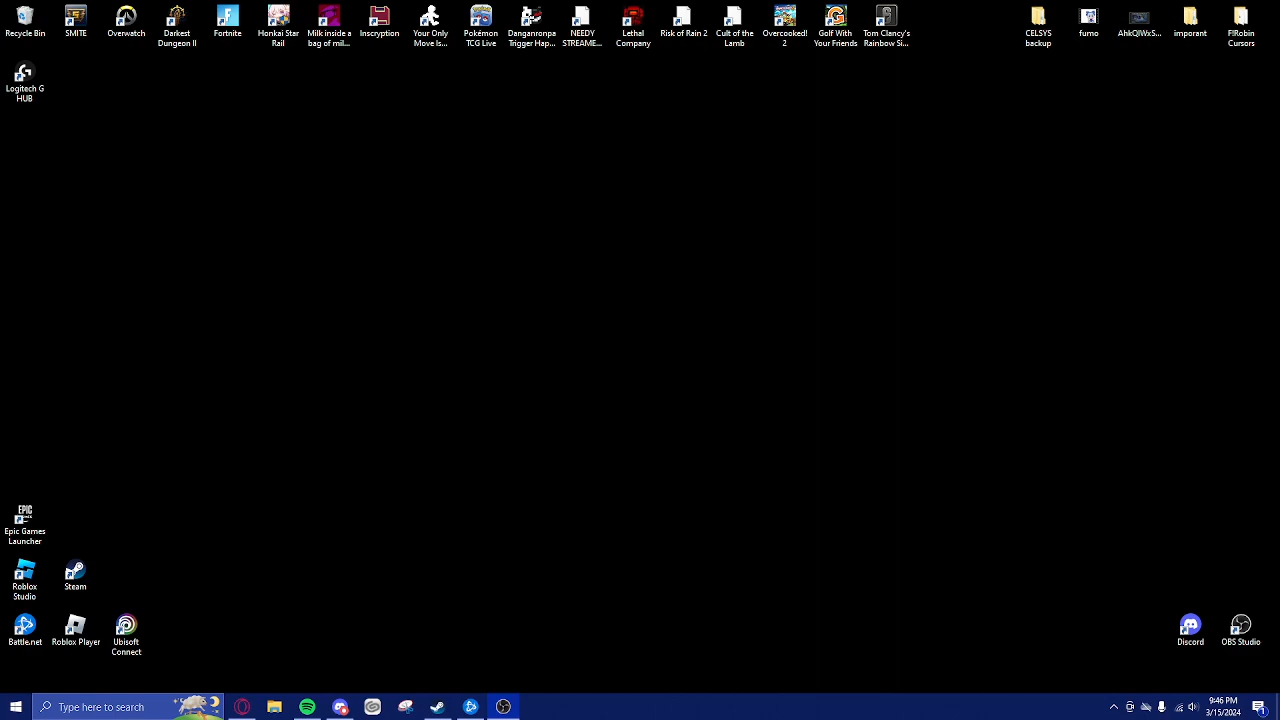 Recycle Bin
SMITE
Overwatch
Darkest
Dungeon II
Fortnite
Honkai Star
Rail
Milk inside a
bag of mil...
Inscryption
Your Only
Move Is...
Pokémon
TCG Live
Danganronpa
Trigger Hap...
NEEDY
STREAME...
Lethal
Company
Risk of Rain 2
Cult of the
Lamb
Overcooked!
2
Golf With
Your Friends
Tom Clancy's
Rainbow Si...
CELSYS
backup
fumo
AhkQIWxS...
imporant
FIRobin
Cursors
Logitech G
HUB
EPIC
Epic Games
Launcher
Roblox
Studio
Steam
Battle.net
Roblox Player
Ubisoft
Connect
Discord
OBS Studio
Type here to search
9:46 PM
3/15/2024
1